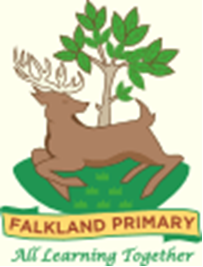 FALKLAND PRIMARY
All Learning Together